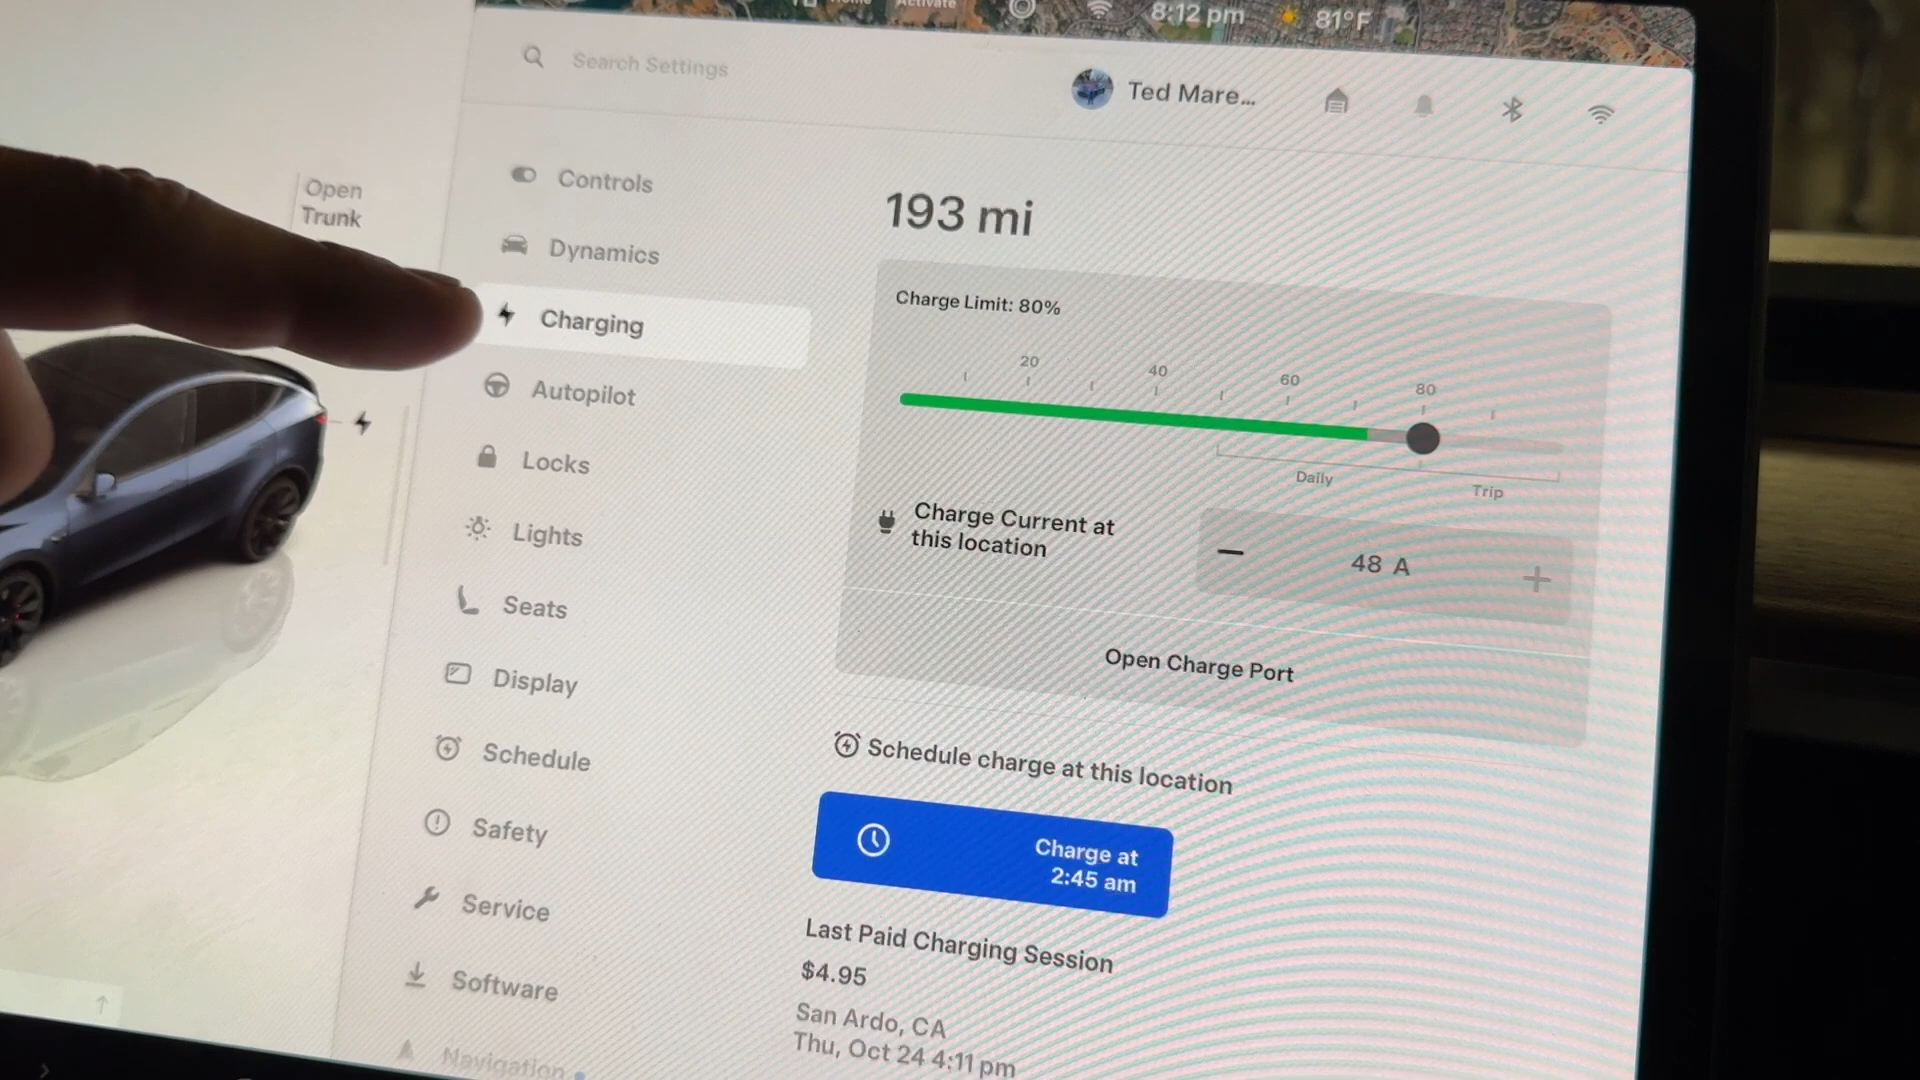 Home
Activate
8:12 pm
81°F
Search Settings
Ted Mare...
Open
Trunk
Controls
Dynamics
Charging
Autopilot
Locks
Lights
Seats
Display
Schedule
Safety
Service
Software
Navigation
193 mi
Charge Limit: 80%
20 40 60 80
Daily Trip
Charge Current at
this location
48 A
Open Charge Port
Schedule charge at this location
Charge at
2:45 am
Last Paid Charging Session
$4.95
San Ardo, CA
Thu, Oct 24 4:11 pm